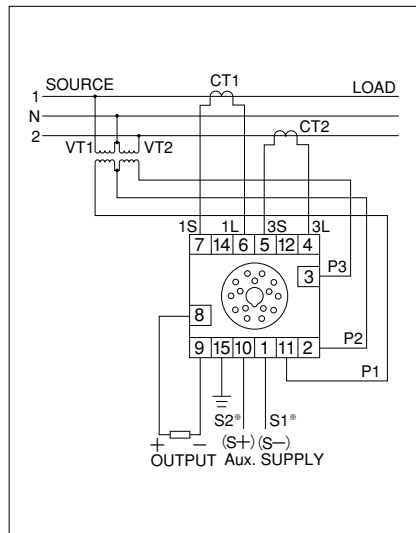 CT1
1 SOURCE LOAD
N
CT2
2
VT1 VT2
1S 1L 3S 3L
7 14 6 5 12 4
3 P3
8
P2
9 15 10 1 11 2
P1
S2※ S1※
+ − (S+) (S−)
OUTPUT Aux. SUPPLY